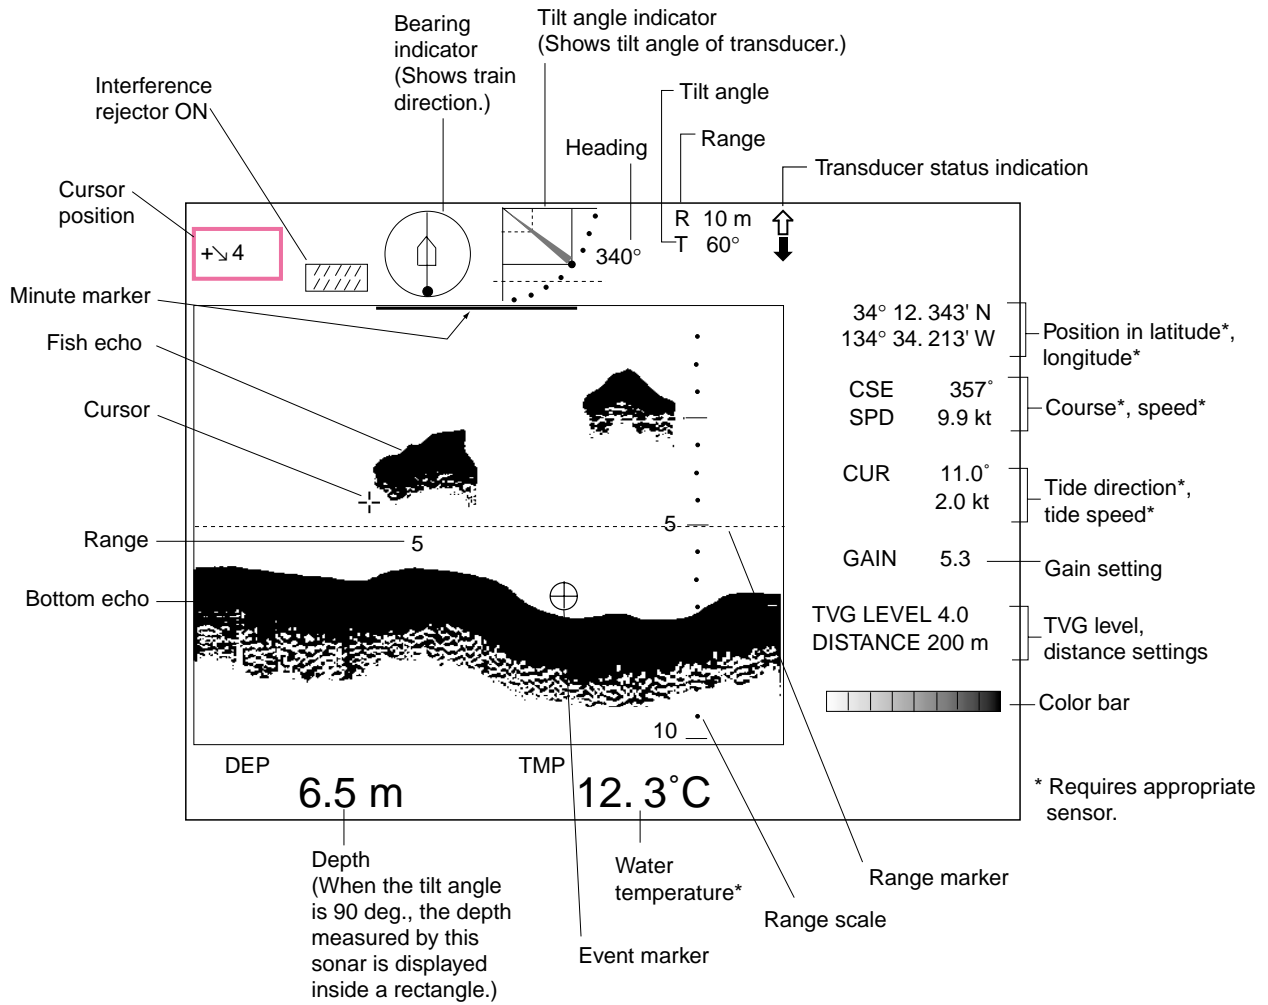 Bearing
indicator
(Shows train
direction.)
Tilt angle indicator
(Shows tilt angle of transducer.)
Interference
rejector ON
Tilt angle
Range
Heading
Transducer status indication
Cursor
position
R 10 m
T 60°
340°
+↘ 4
Minute marker
Fish echo
Cursor
Range
Bottom echo
5
5
10
34° 12. 343' N
134° 34. 213' W
Position in latitude*,
longitude*
CSE 357°
SPD 9.9 kt
Course*, speed*
CUR 11.0°
2.0 kt
Tide direction*,
tide speed*
GAIN 5.3
Gain setting
TVG LEVEL 4.0
DISTANCE 200 m
TVG level,
distance settings
Color bar
DEP
6.5 m
TMP
12. 3°C
* Requires appropriate
sensor.
Depth
(When the tilt angle
is 90 deg., the depth
measured by this
sonar is displayed
inside a rectangle.)
Water
temperature*
Event marker
Range scale
Range marker